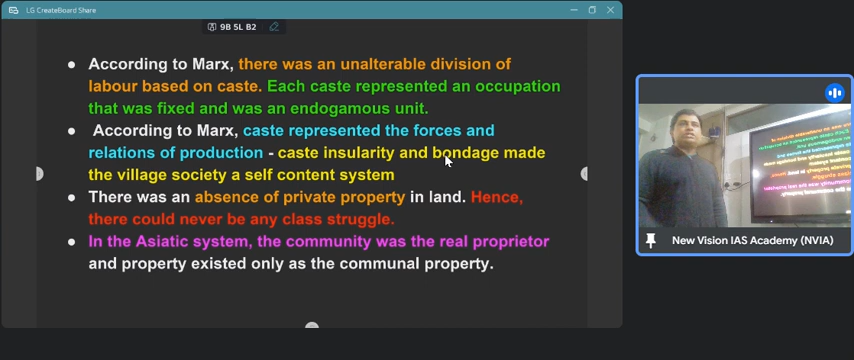 LG CreateBoard Share
9B 5L B2
● According to Marx, there was an unalterable division of
labour based on caste. Each caste represented an occupation
that was fixed and was an endogamous unit.
● According to Marx, caste represented the forces and
relations of production - caste insularity and bondage made
the village society a self content system
● There was an absence of private property in land. Hence,
there could never be any class struggle.
● In the Asiatic system, the community was the real proprietor
and property existed only as the communal property.
New Vision IAS Academy (NVIA)